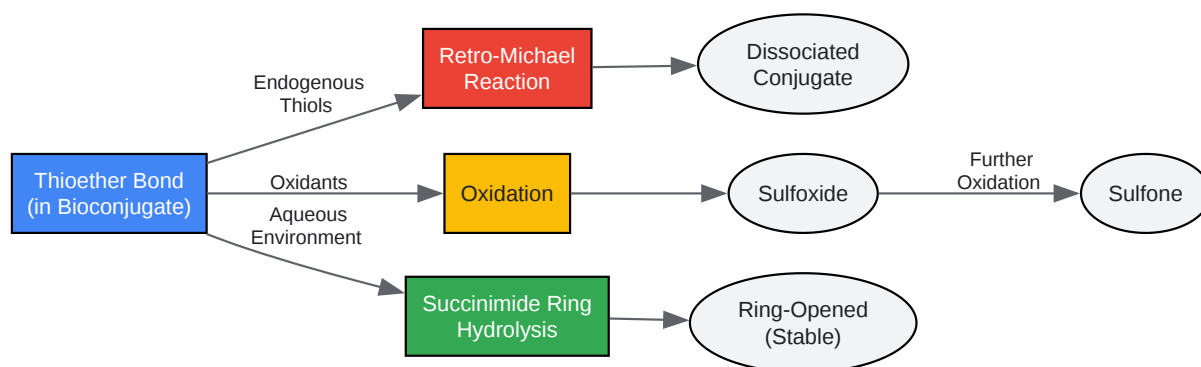 Retro-Michael
Reaction
Dissociated
Conjugate
Endogenous
Thiols
Thioether Bond
(in Bioconjugate)
Oxidants
Oxidation
Sulfoxide
Further
Oxidation
Sulfone
Aqueous
Environment
Succinimide Ring
Hydrolysis
Ring-Opened
(Stable)